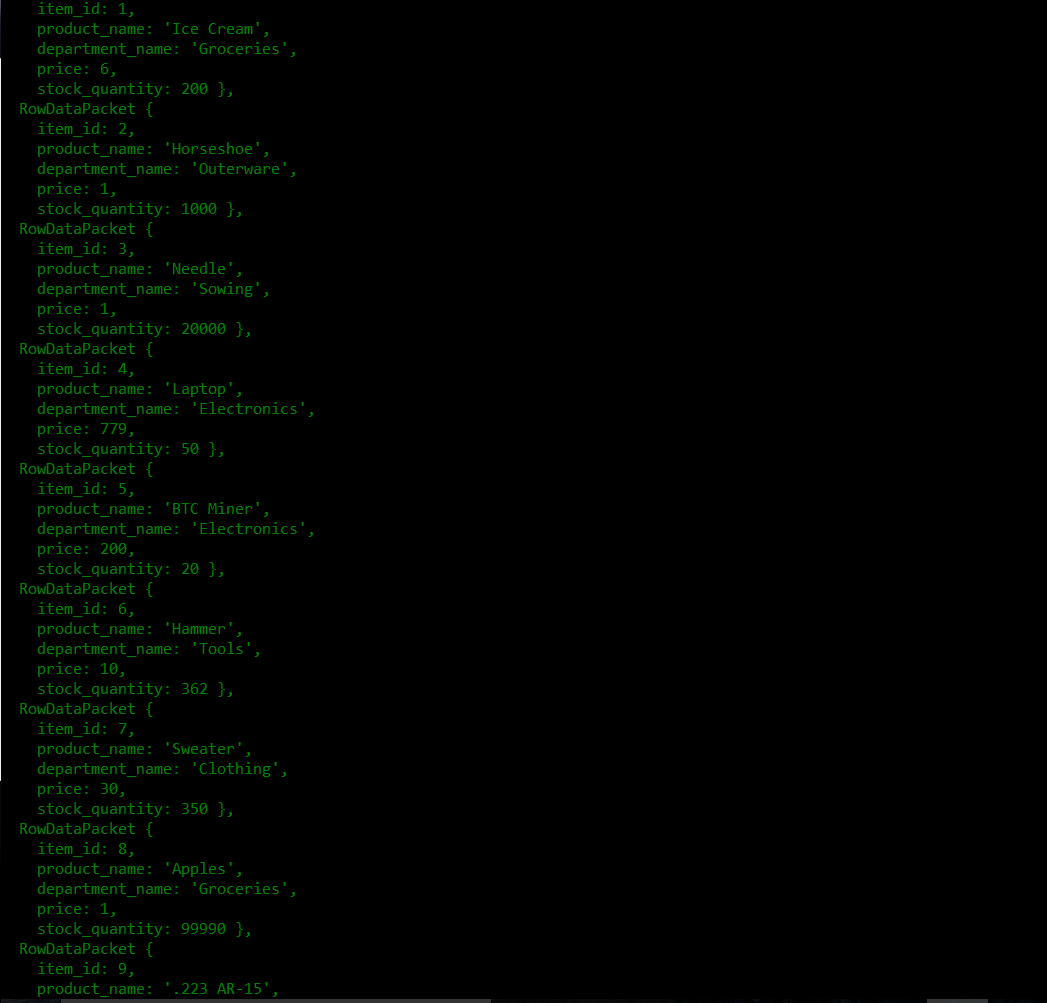 item_id: 1,
product_name: 'Ice Cream',
department_name: 'Groceries',
price: 6,
stock_quantity: 200 },
RowDataPacket {
item_id: 2,
product_name: 'Horseshoe',
department_name: 'Outerware',
price: 1,
stock_quantity: 1000 },
RowDataPacket {
item_id: 3,
product_name: 'Needle',
department_name: 'Sowing',
price: 1,
stock_quantity: 20000 },
RowDataPacket {
item_id: 4,
product_name: 'Laptop',
department_name: 'Electronics',
price: 779,
stock_quantity: 50 },
RowDataPacket {
item_id: 5,
product_name: 'BTC Miner',
department_name: 'Electronics',
price: 200,
stock_quantity: 20 },
RowDataPacket {
item_id: 6,
product_name: 'Hammer',
department_name: 'Tools',
price: 10,
stock_quantity: 362 },
RowDataPacket {
item_id: 7,
product_name: 'Sweater',
department_name: 'Clothing',
price: 30,
stock_quantity: 350 },
RowDataPacket {
item_id: 8,
product_name: 'Apples',
department_name: 'Groceries',
price: 1,
stock_quantity: 99990 },
RowDataPacket {
item_id: 9,
product_name: '.223 AR-15',